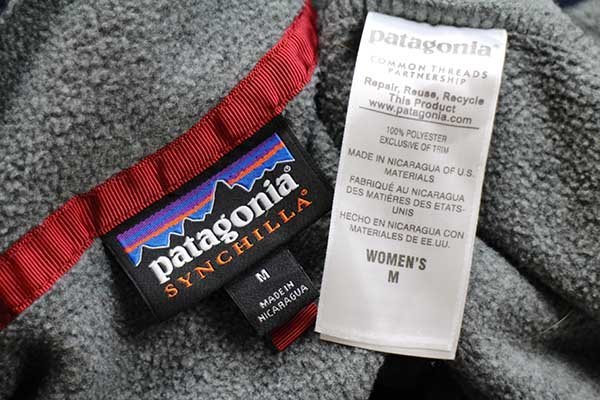 patagonia®
SYNCHILLA®
M
MADE IN
NICARAGUA
patagonia®
COMMON THREADS
PARTNERSHIP
Repair, Reuse, Recycle
This Product
www.patagonia.com
100% POLYESTER
EXCLUSIVE OF TRIM
MADE IN NICARAGUA OF U.S.
MATERIALS
FABRIQUÉ AU NICARAGUA
DES MATIÈRES DES ETATS-
UNIS
HECHO EN NICARAGUA CON
MATERIALES DE EE.UU.
WOMEN'S
M